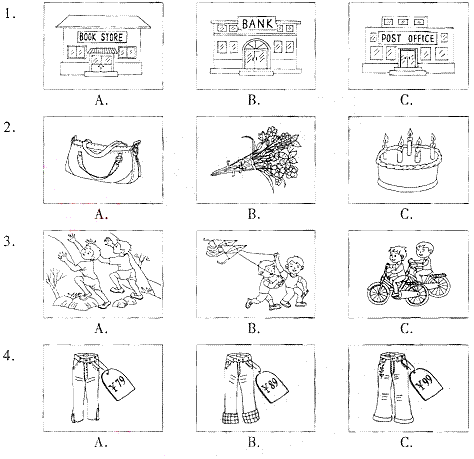 1.
BOOK STORE
BANK
POST OFFICE
A. B. C.
2.
A. B. C.
3.
A. B. C.
4.
¥79
¥89
¥99
A. B. C.